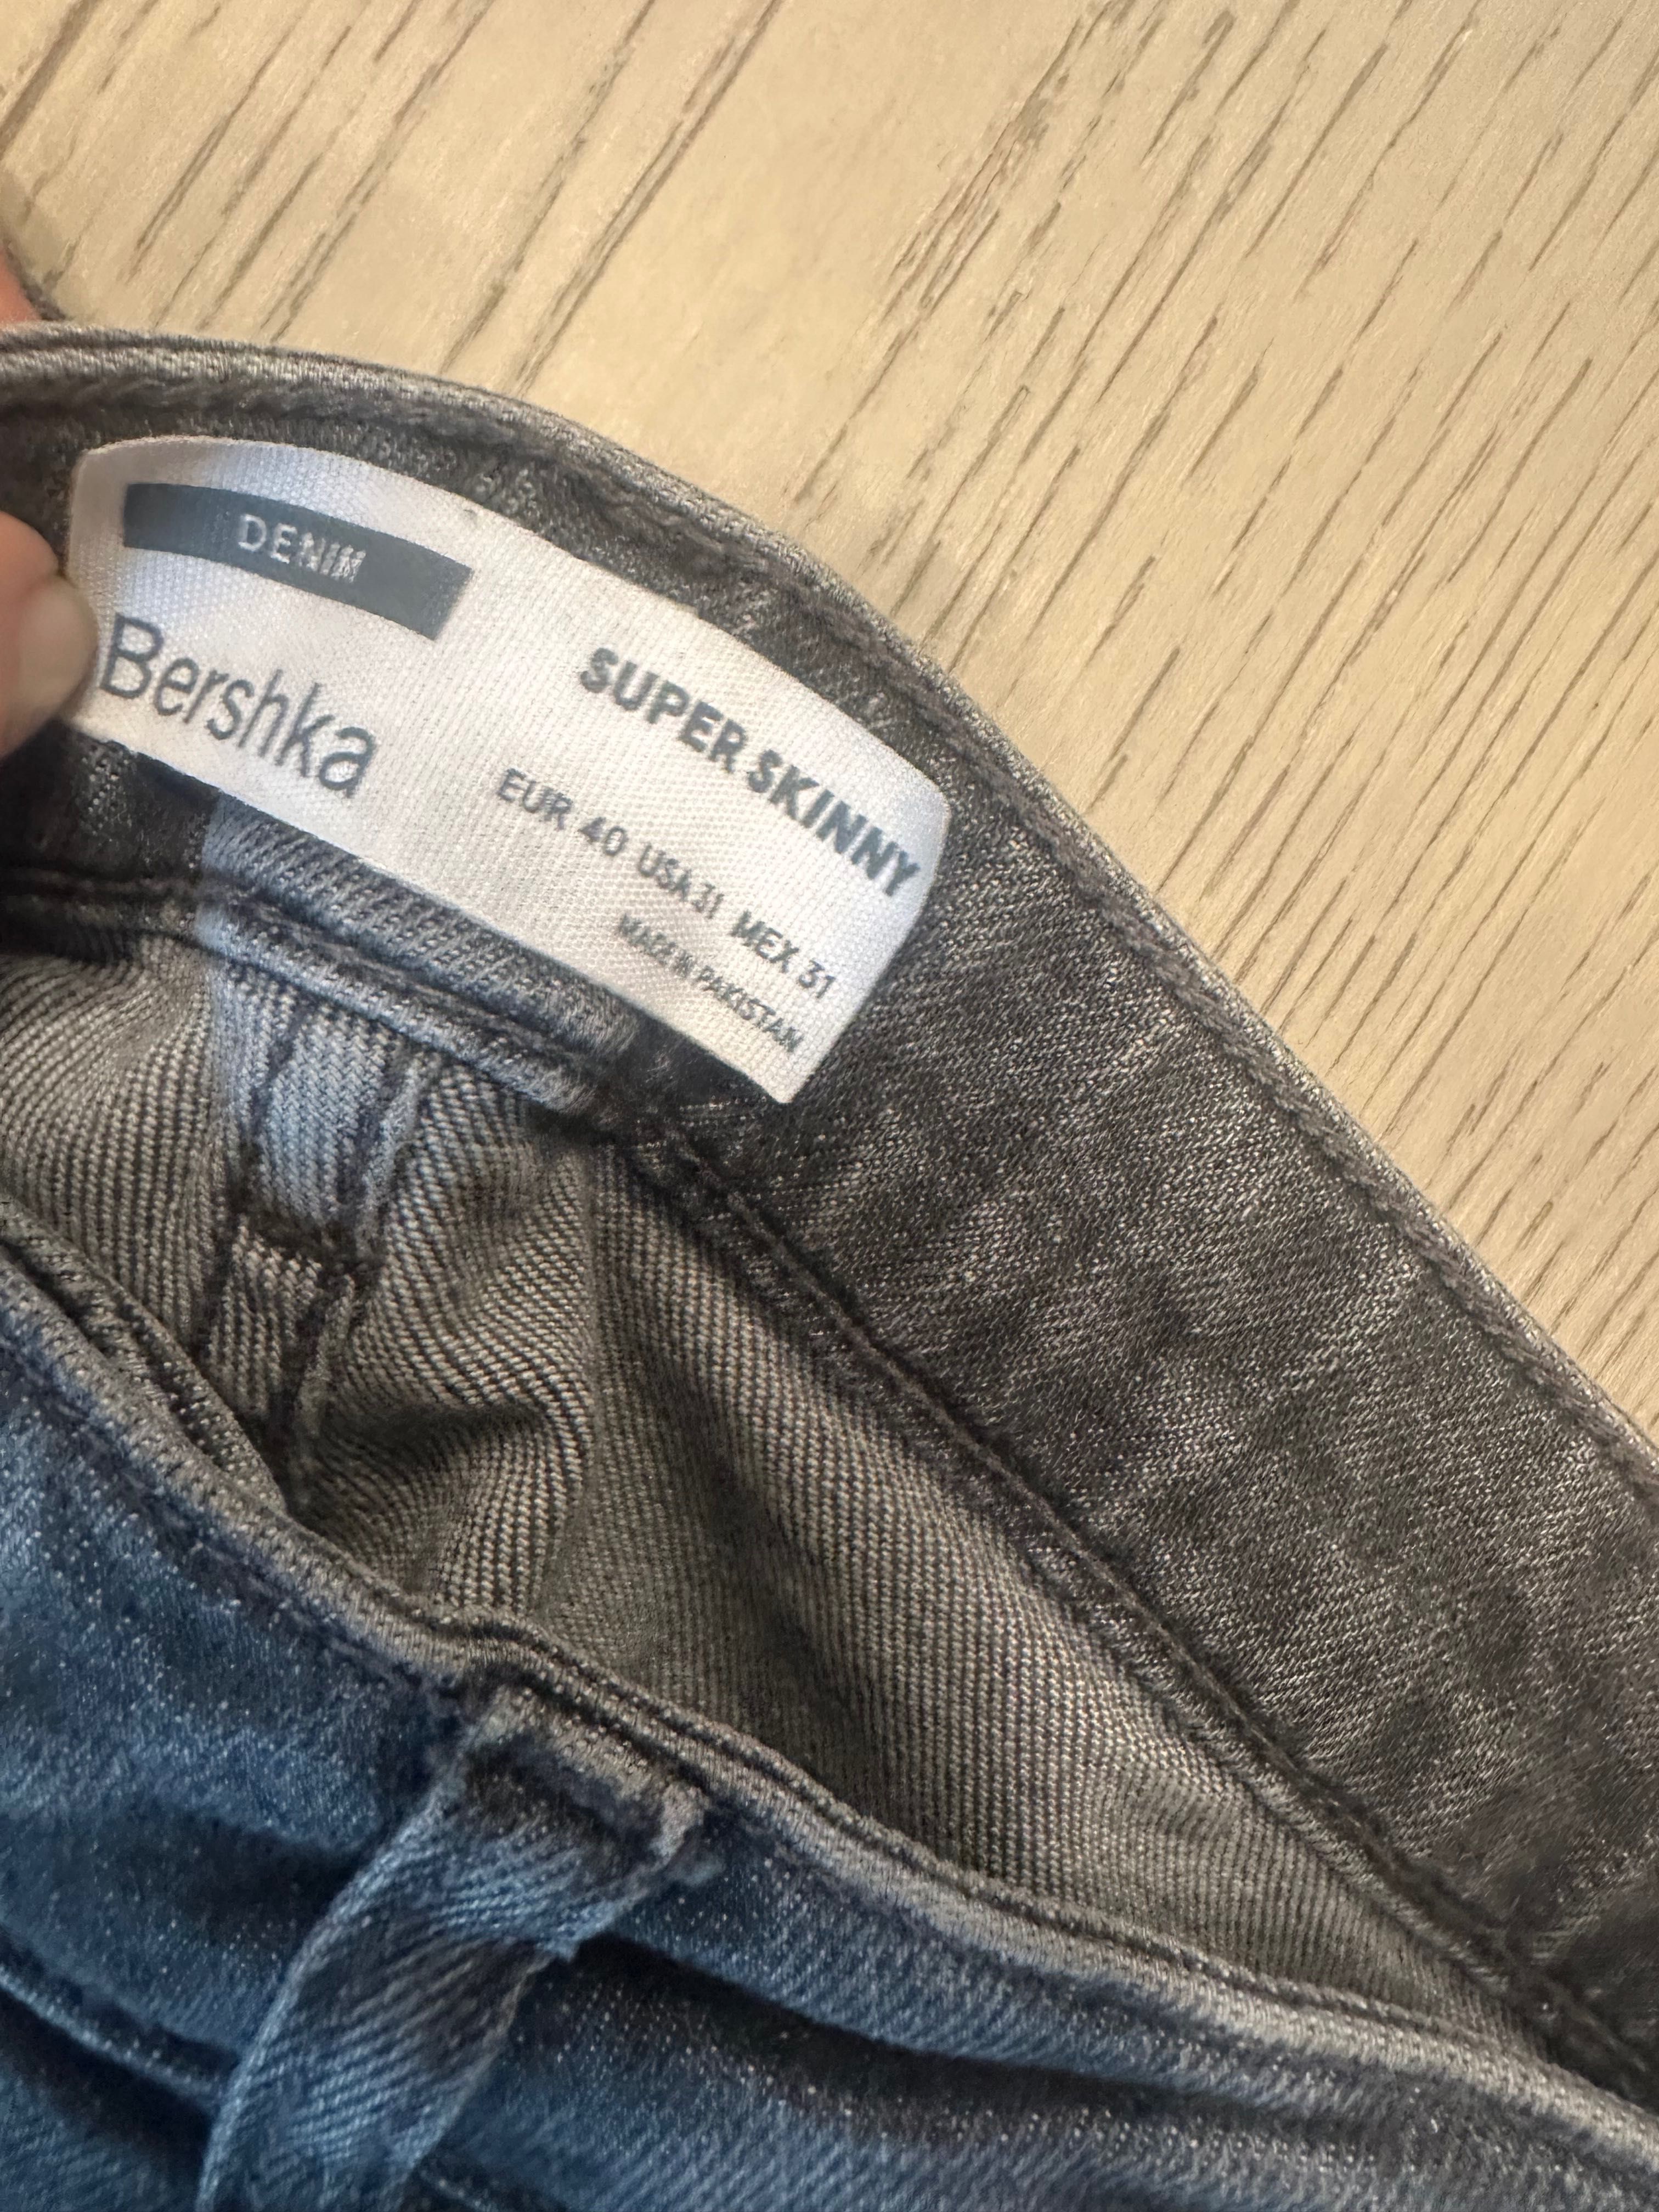 DENIM
Bershka
SUPER SKINNY
EUR 40 USA 31 MEX 31
MADE IN PAKISTAN